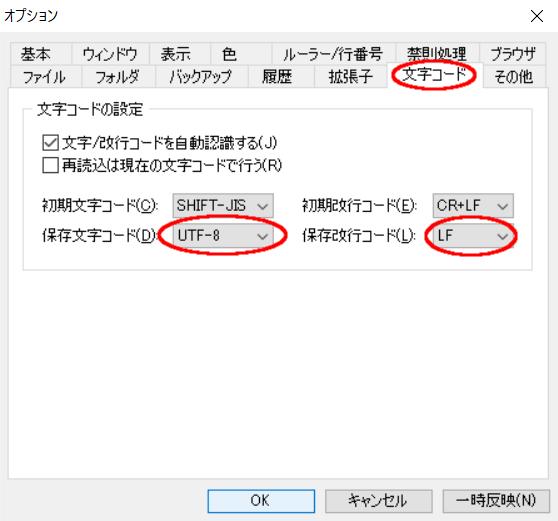 オプション
基本 ウィンドウ 表示 色 ルーラー/行番号 禁則処理 ブラウザ
ファイル フォルダ バックアップ 履歴 拡張子 文字コード その他
文字コードの設定
文字/改行コードを自動認識する(J)
再読込は現在の文字コードで行う(R)
初期文字コード(C): SHIFT-JIS 初期改行コード(E): CR+LF
保存文字コード(D): UTF-8 保存改行コード(L): LF
OK キャンセル 一時反映(N)